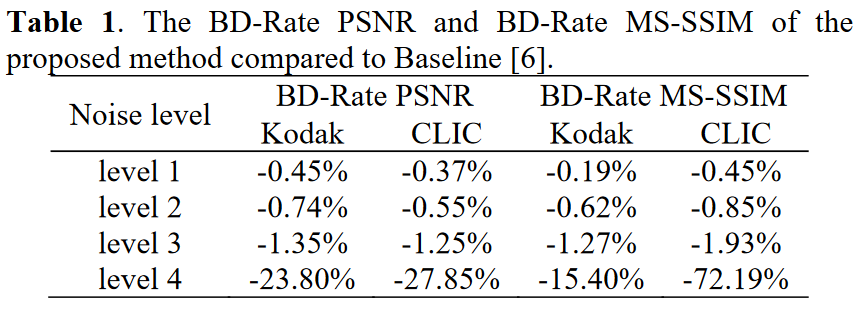 Table 1. The BD-Rate PSNR and BD-Rate MS-SSIM of the
proposed method compared to Baseline [6].
Noise level BD-Rate PSNR BD-Rate MS-SSIM
Kodak CLIC Kodak CLIC
level 1 -0.45% -0.37% -0.19% -0.45%
level 2 -0.74% -0.55% -0.62% -0.85%
level 3 -1.35% -1.25% -1.27% -1.93%
level 4 -23.80% -27.85% -15.40% -72.19%